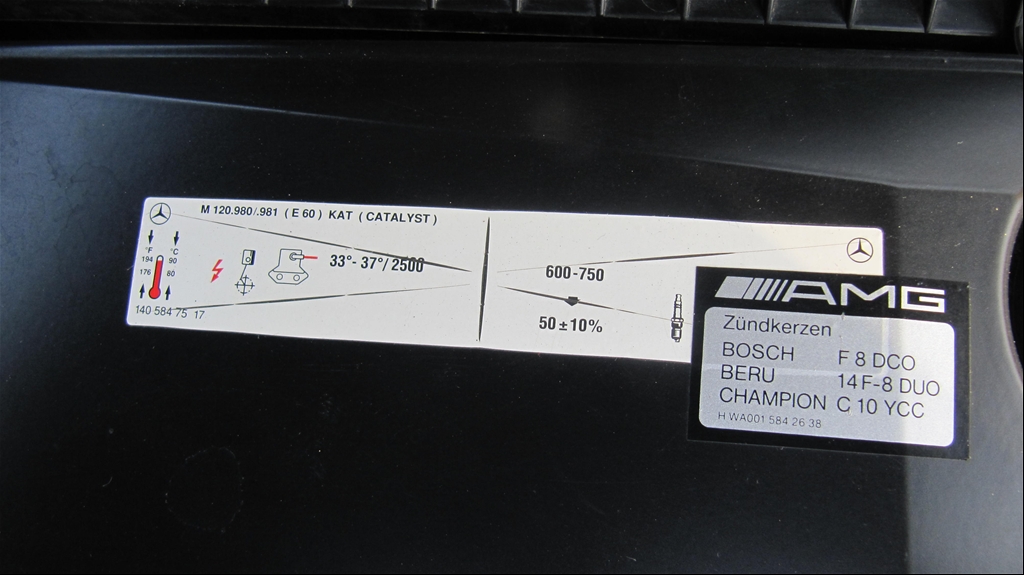 M 120.980/.981 ( E 60 ) KAT ( CATALYST )
°F °C
194 90
176 80
33°- 37°/ 2500
140 584 75 17
600-750
50 ± 10%
AMG
Zündkerzen
BOSCH F 8 DCO
BERU 14 F-8 DUO
CHAMPION C 10 YCC
H WA001 584 26 38